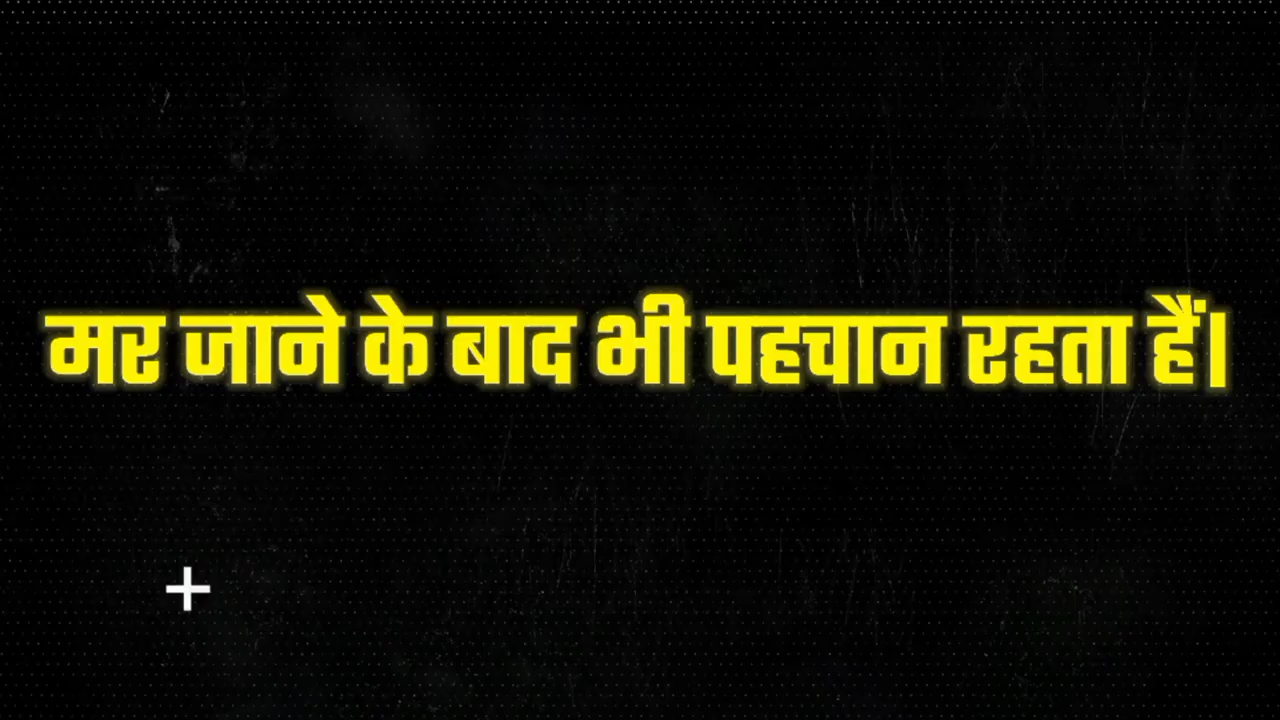 मर जाने के बाद भी पहचान रहता हैं।